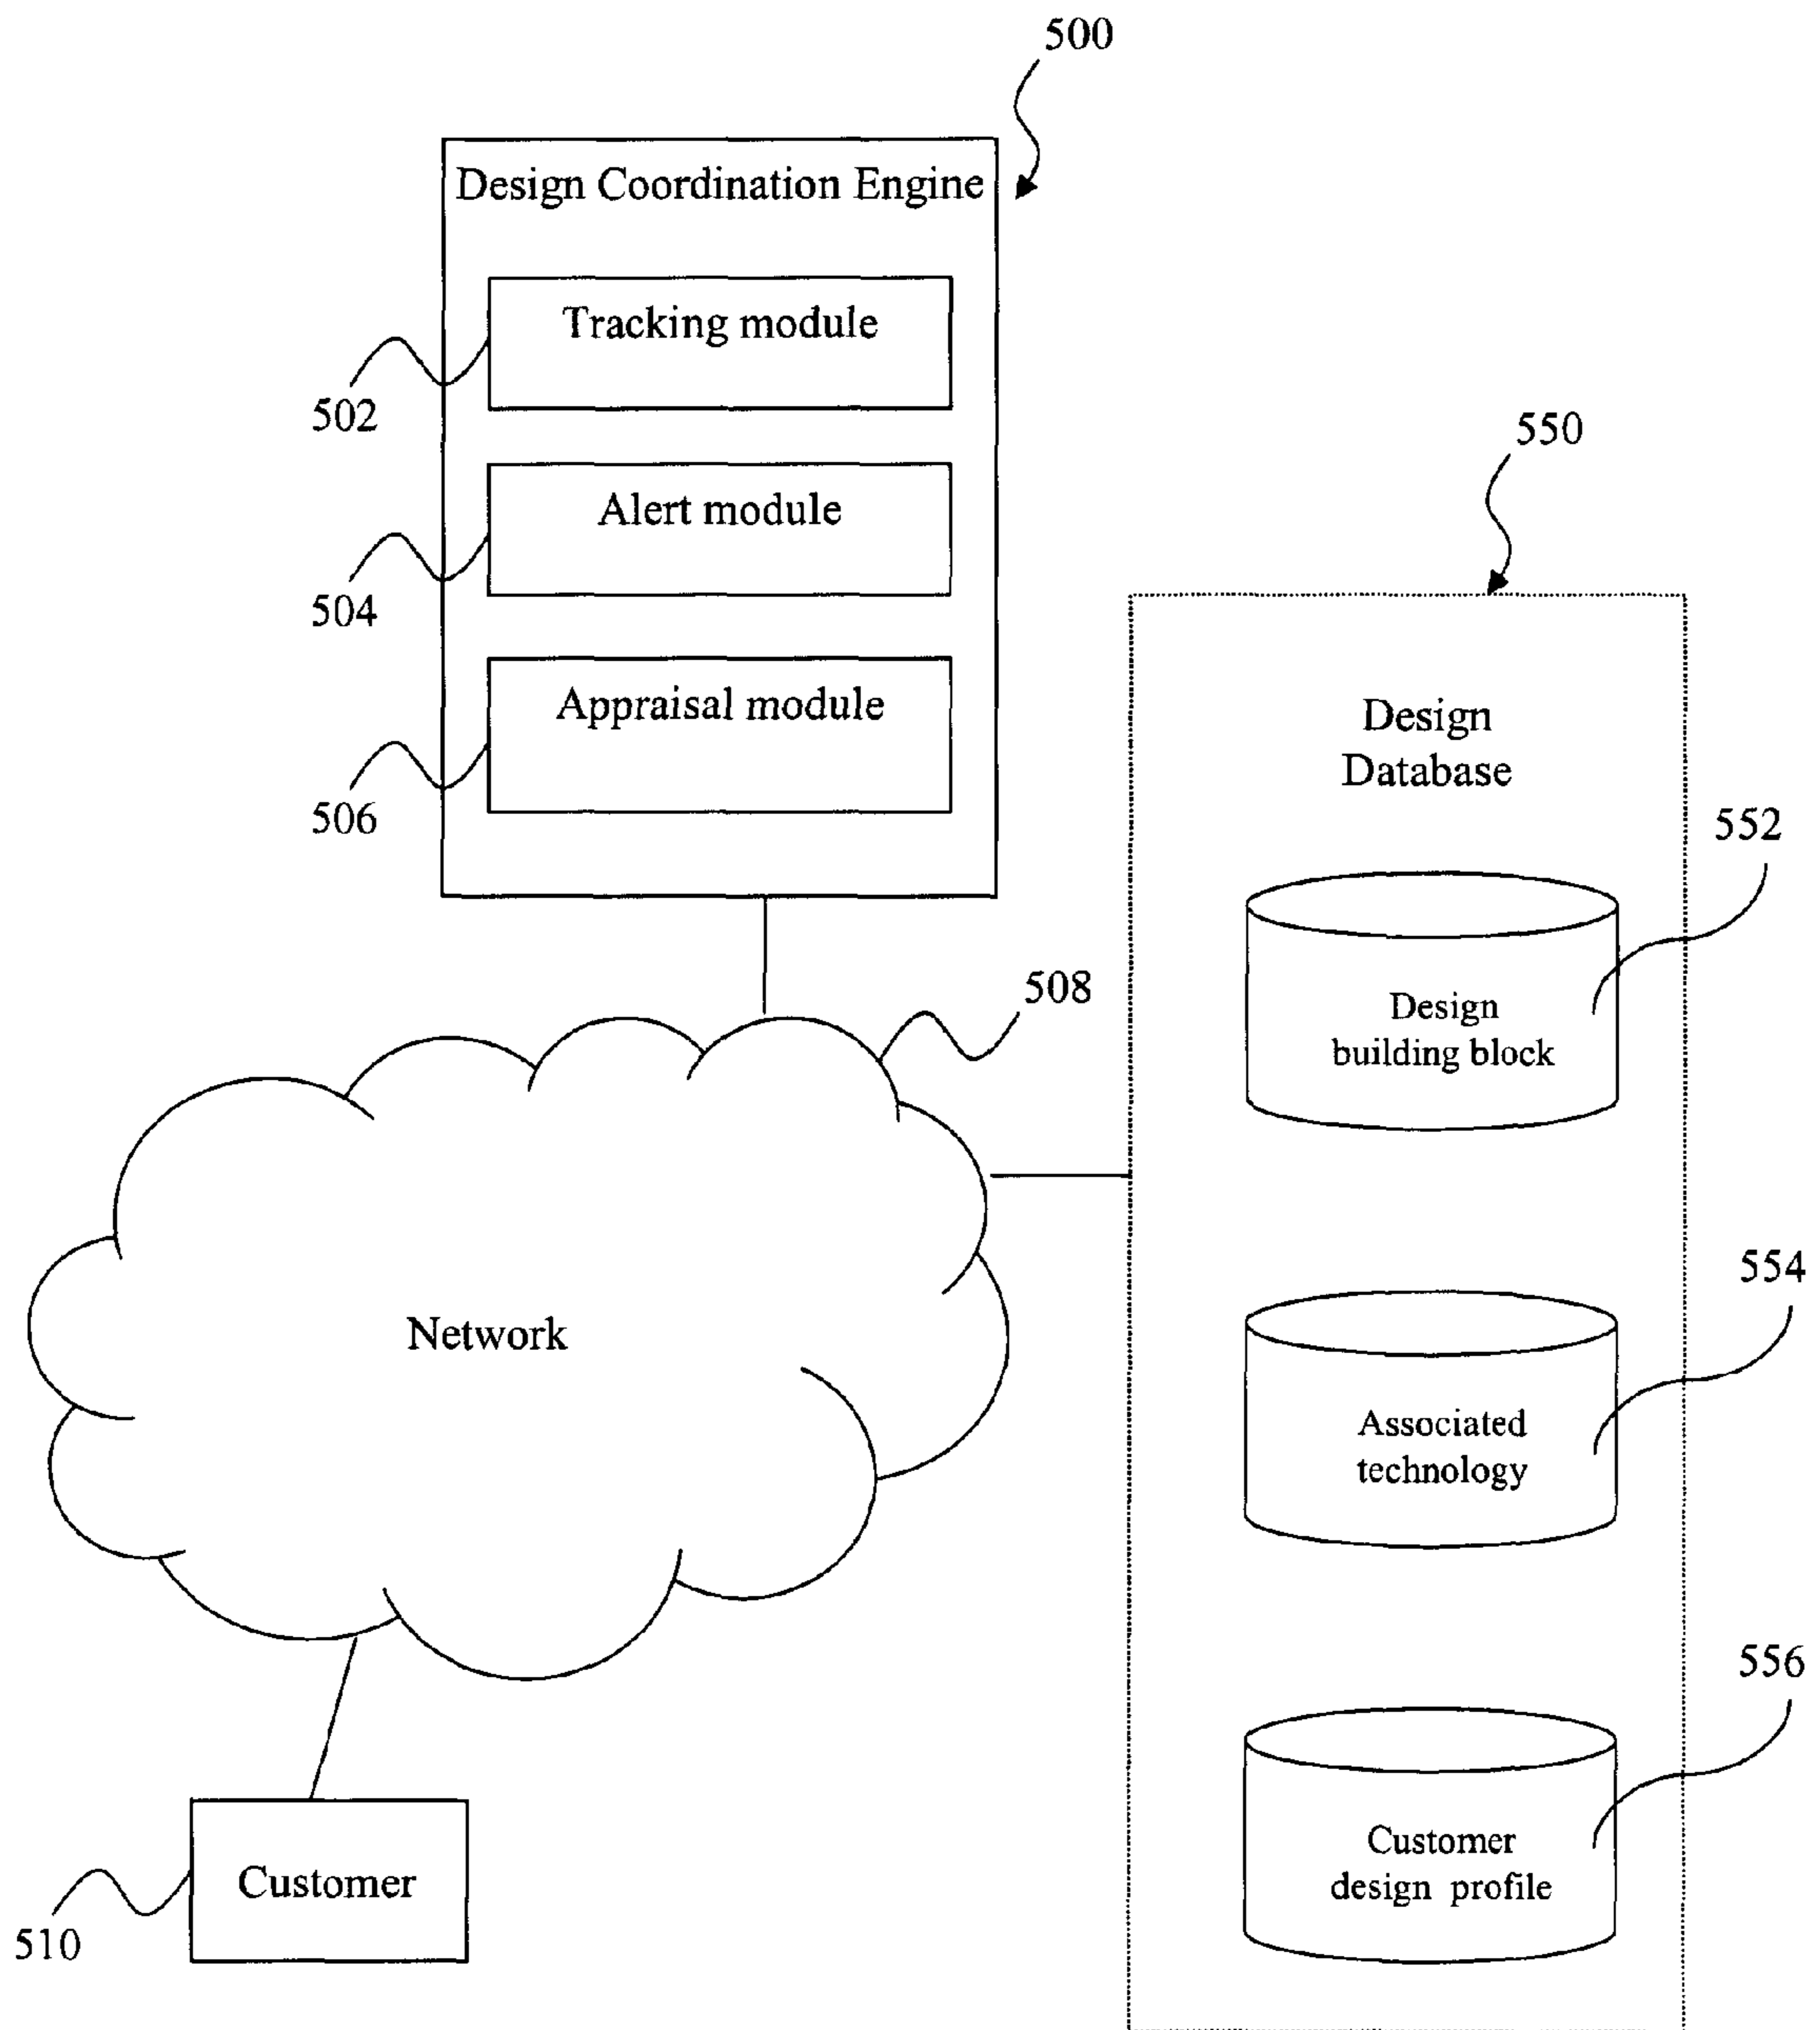 500
Design Coordination Engine
Tracking module
502
Alert module
504
Appraisal module
506
550
Design
Database
552
Design
building block
508
554
Associated
technology
Network
556
Customer
design profile
Customer
510